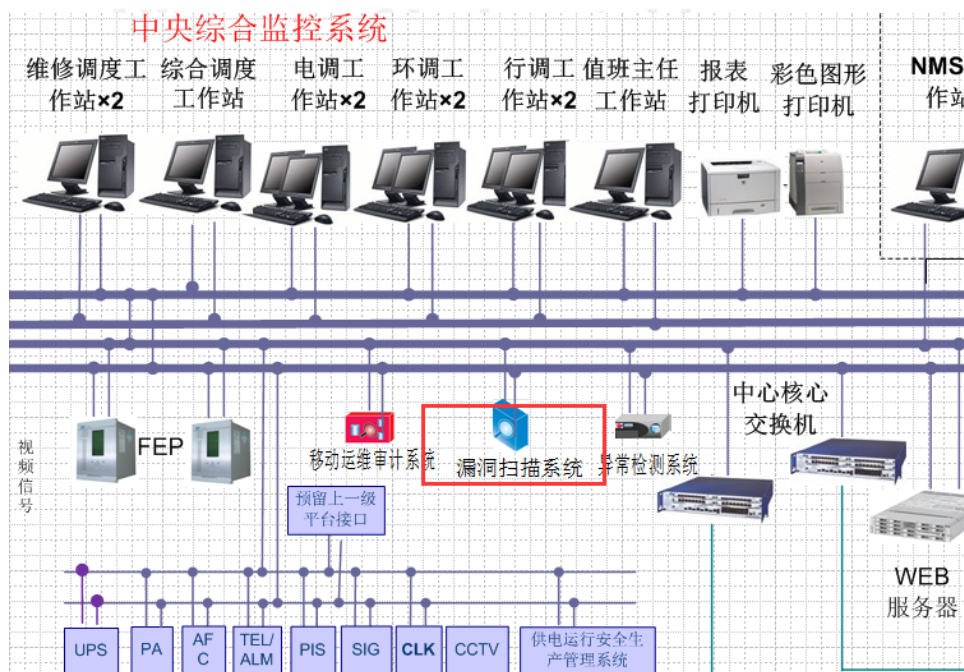 中央综合监控系统
维修调度工
作站×2
综合调度
工作站
电调工
作站×2
环调工
作站×2
行调工
作站×2
值班主任
工作站
报表
打印机
彩色图形
打印机
NMS
作站
视
频
信
号
FEP
移动运维审计系统
漏洞扫描系统
异常检测系统
中心核心
交换机
预留上一级
平台接口
WEB
服务器
UPS
PA
AF
C
TEL/
ALM
PIS
SIG
CLK
CCTV
供电运行安全生
产管理系统